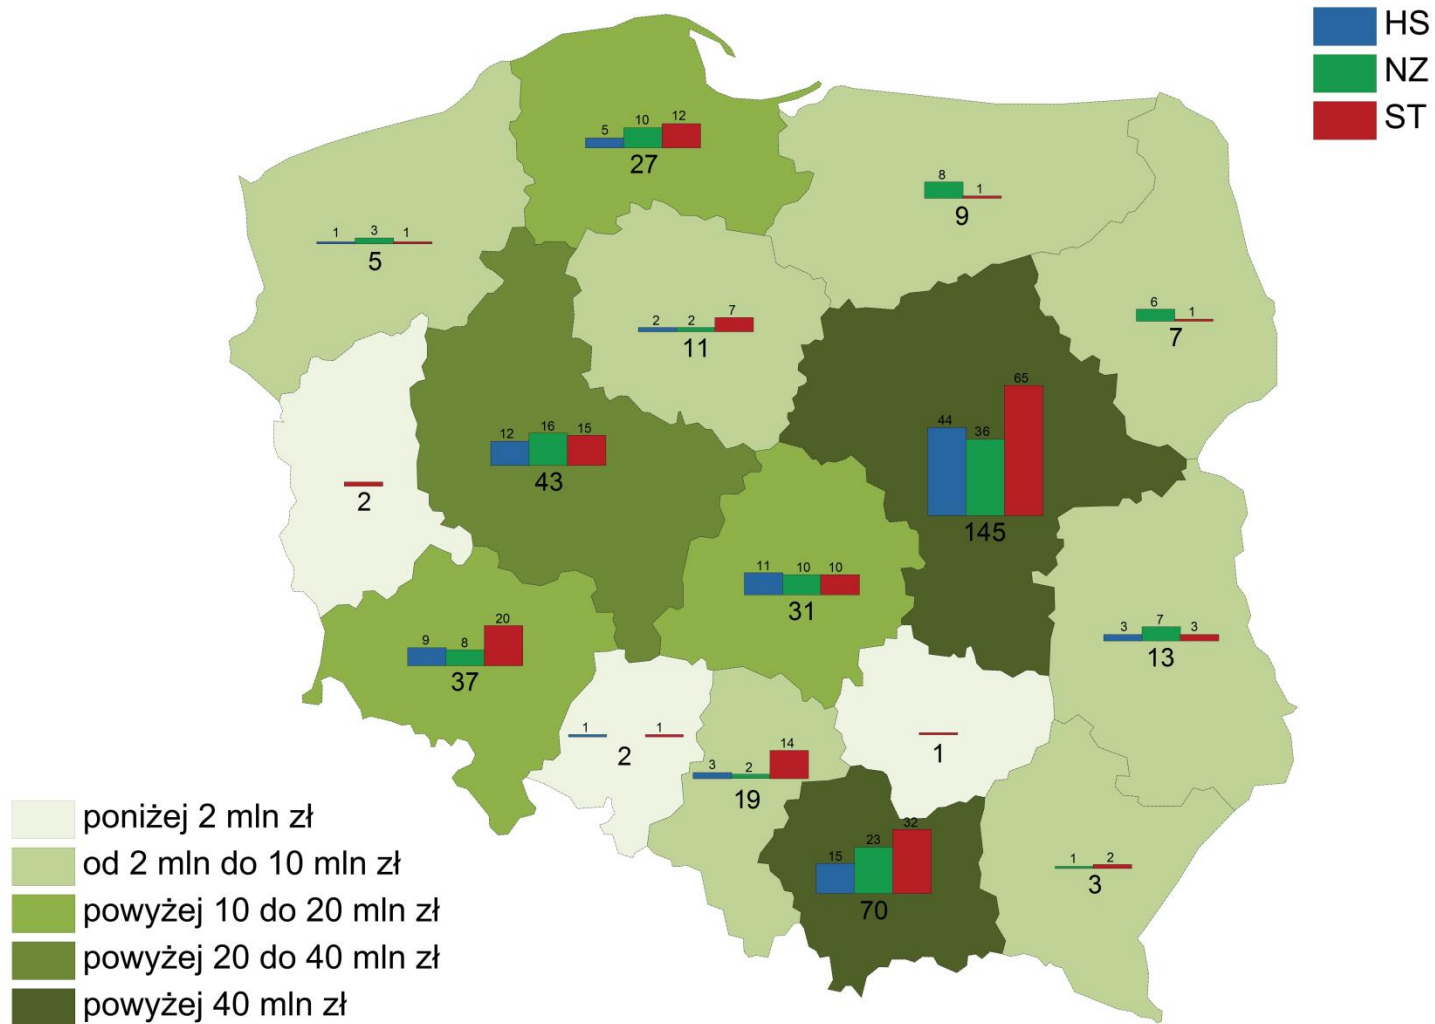 HS
NZ
ST
5 10 12
27
8 1
9
1 3 1
5
6 1
7
2 2 7
11
44 36 65
145
12 16 15
43
2
11 10 10
31
3 7 3
13
9 8 20
37
1 1
2
1
3 2 14
19
15 23 32
70
1 2
3
poniżej 2 mln zł
od 2 mln do 10 mln zł
powyżej 10 do 20 mln zł
powyżej 20 do 40 mln zł
powyżej 40 mln zł